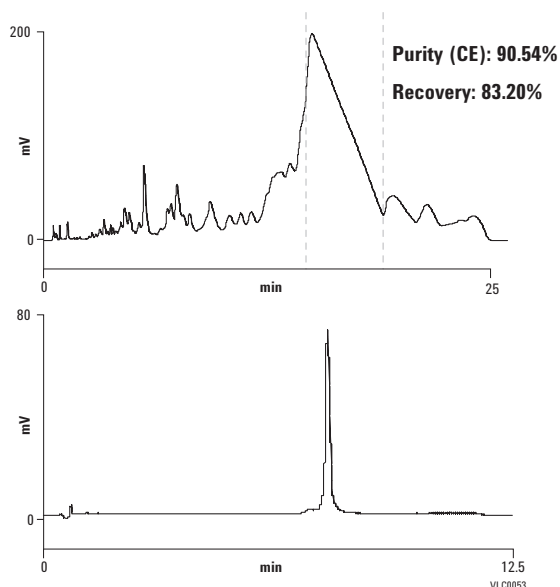 200
Purity (CE): 90.54%
Recovery: 83.20%
mV
0
0
min
25
80
mV
0
0
min
12.5
VLC0053